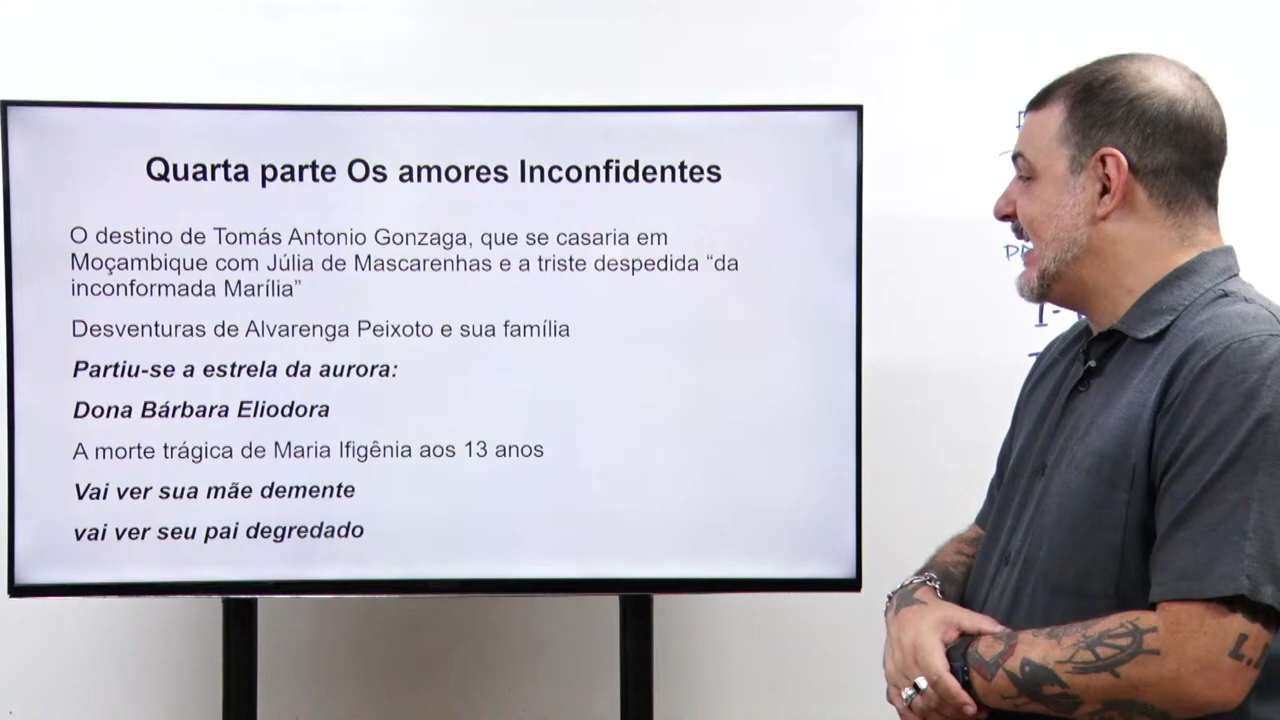 Quarta parte Os amores Inconfidentes
O destino de Tomás Antonio Gonzaga, que se casaria em
Moçambique com Júlia de Mascarenhas e a triste despedida “da
inconformada Marília”
Desventuras de Alvarenga Peixoto e sua família
Partiu-se a estrela da aurora:
Dona Bárbara Eliodora
A morte trágica de Maria Ifigênia aos 13 anos
Vai ver sua mãe demente
vai ver seu pai degredado